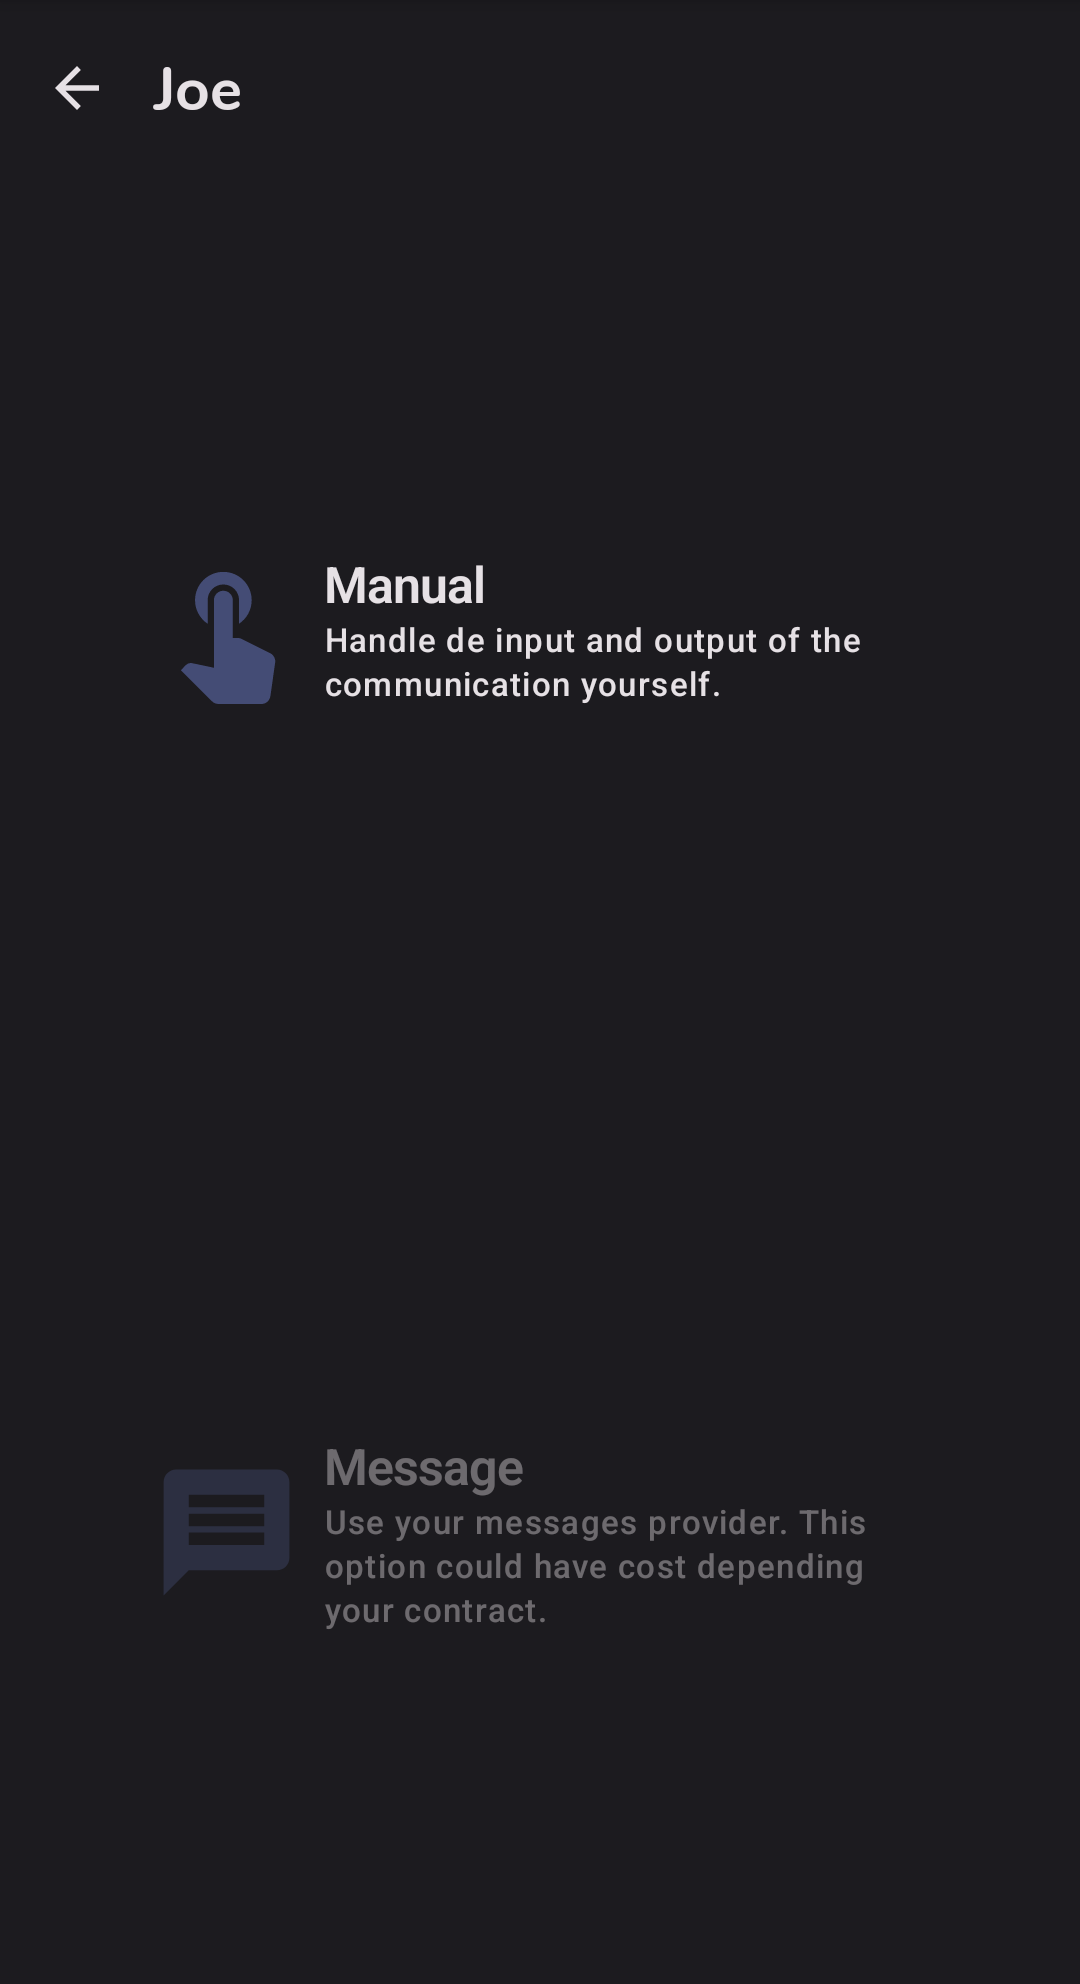 Joe
Manual
Handle de input and output of the
communication yourself.
Message
Use your messages provider. This
option could have cost depending
your contract.